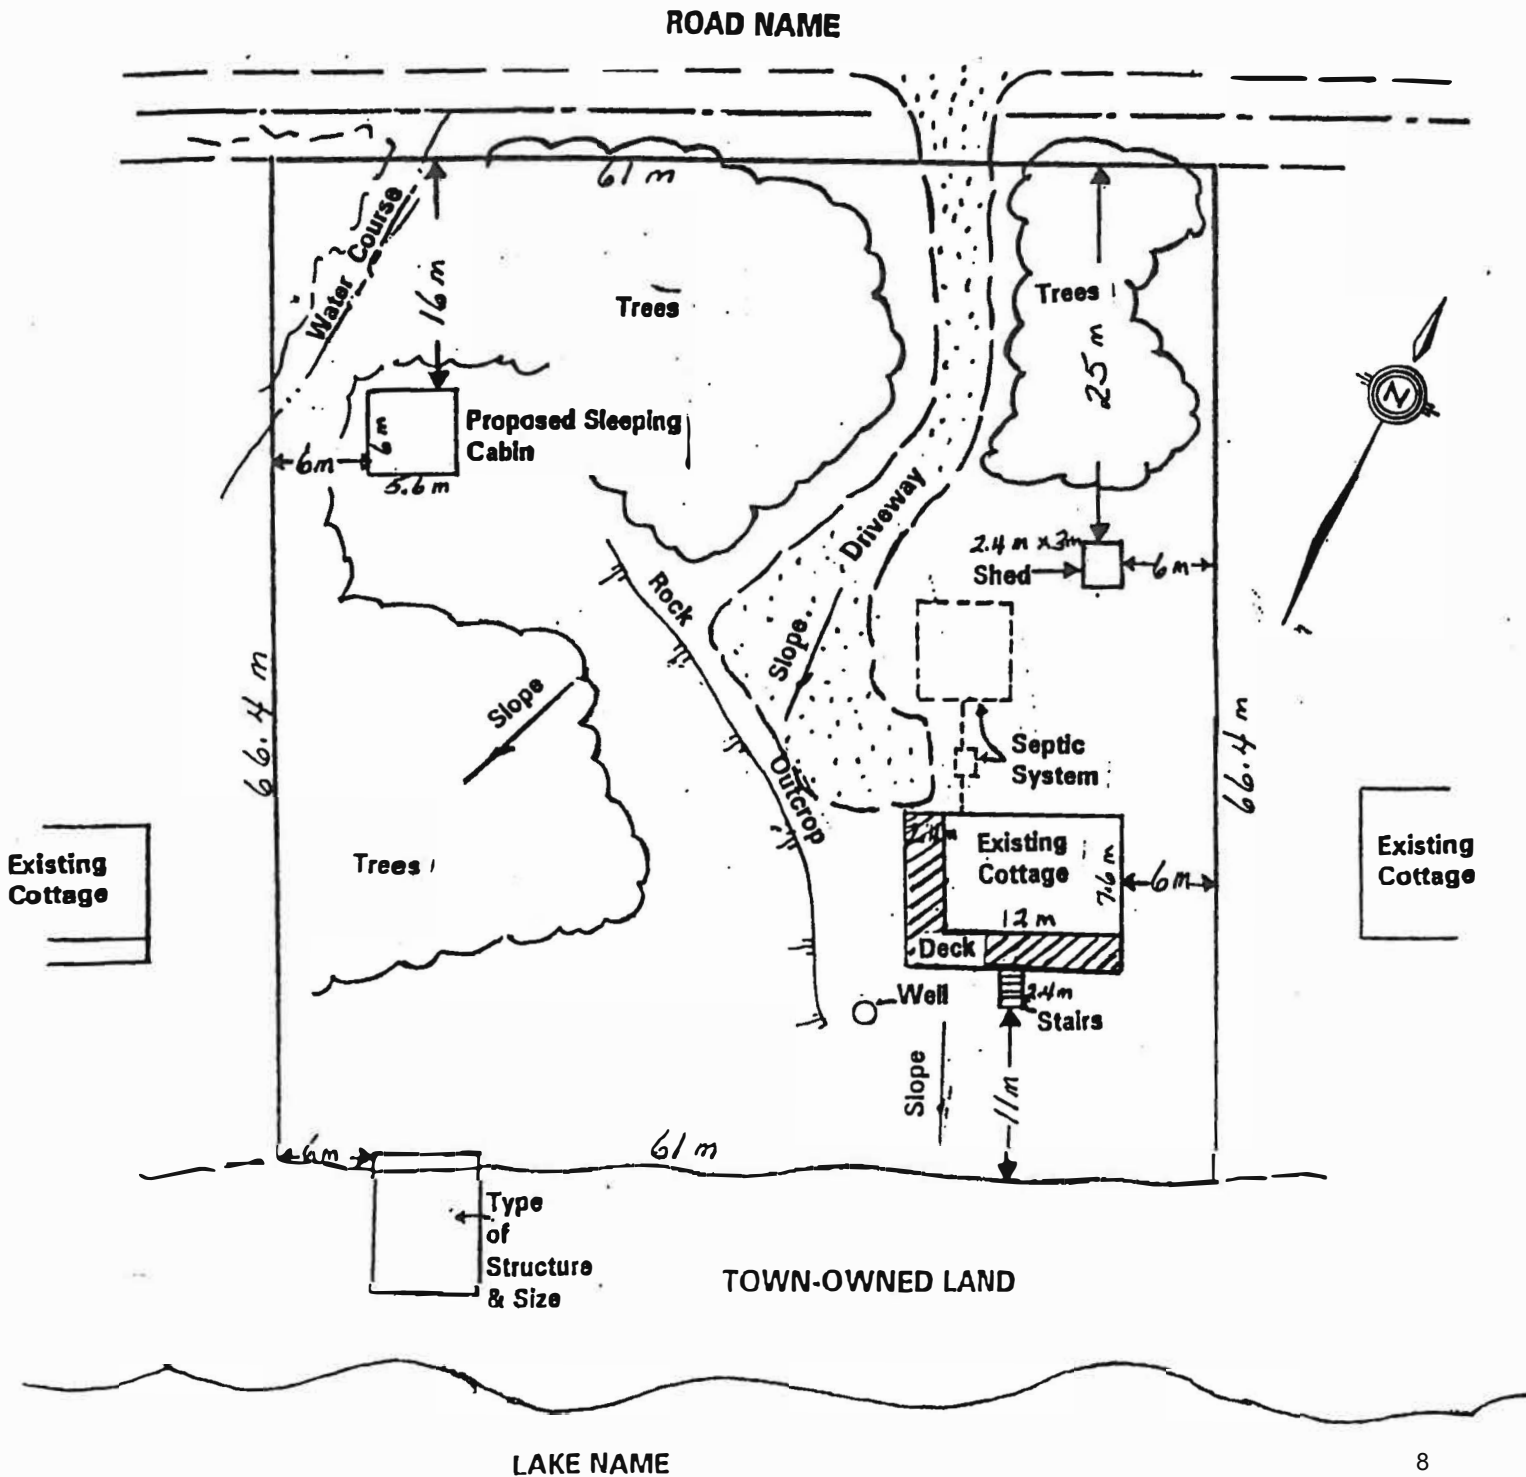 ROAD NAME
61 m
Water Course
16 m
Trees
Trees
25 m
N
Proposed Sleeping
Cabin
6 m
6m
5.6 m
Driveway
2.4 m x 3m
Shed
6 m
Rock
Slope
Slope
66.4 m
66.4 m
Septic
System
Outcrop
Existing
Cottage
Trees
Existing
Cottage
7.6 m
6 m
12 m
Existing
Cottage
Deck
Well
2.4m
Stairs
Slope
11m
6m
61 m
Type
of
Structure
& Size
TOWN-OWNED LAND
LAKE NAME
8